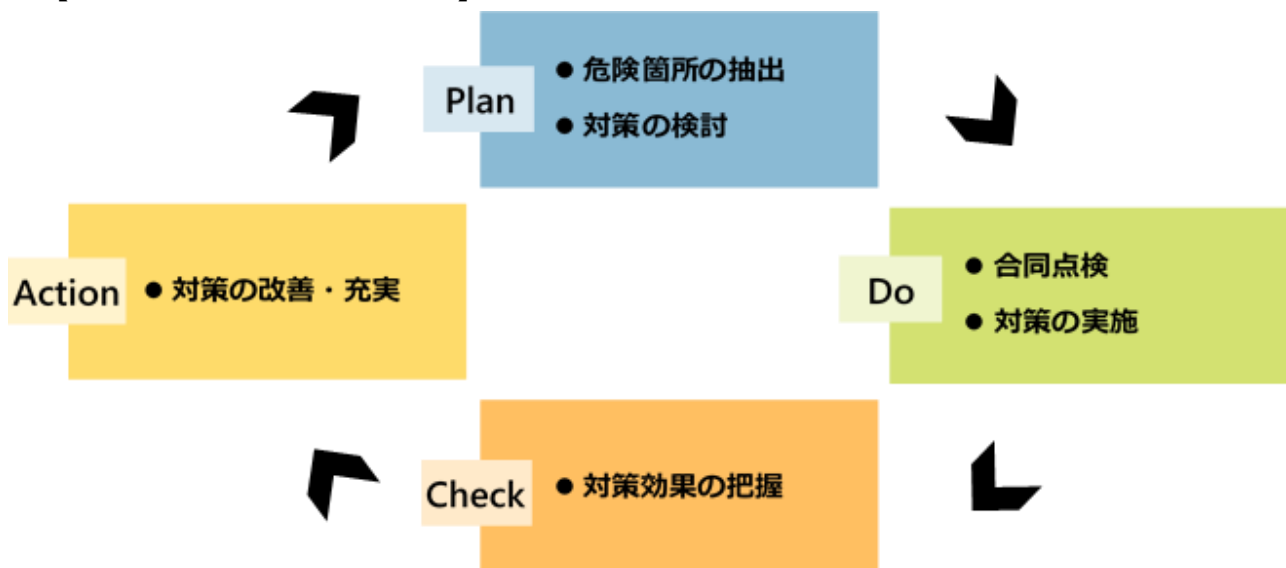 Plan
● 危険箇所の抽出
● 対策の検討
Do
● 合同点検
● 対策の実施
Check
● 対策効果の把握
Action
● 対策の改善・充実